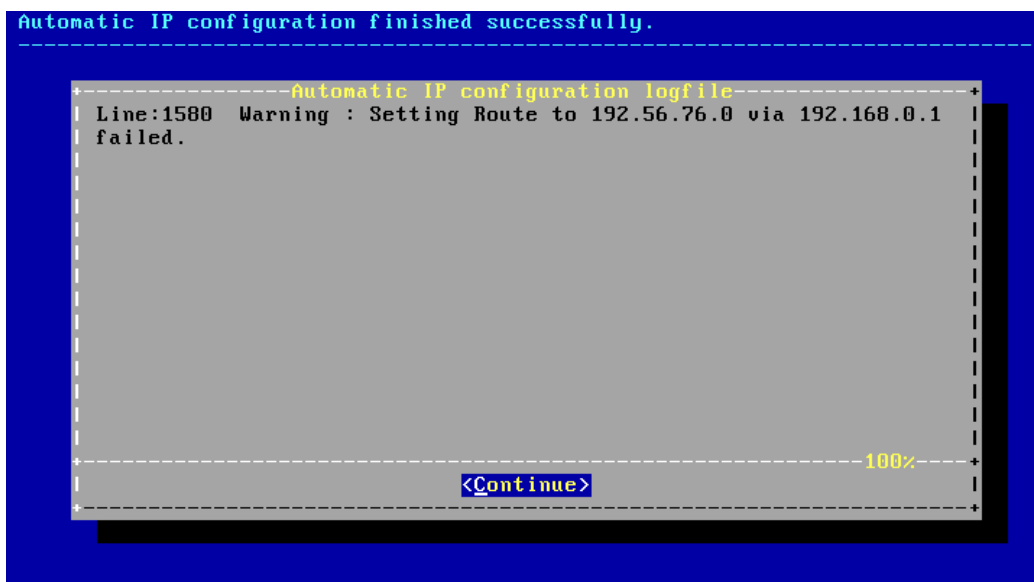 Automatic IP configuration finished successfully.
Automatic IP configuration logfile
Line:1580  Warning : Setting Route to 192.56.76.0 via 192.168.0.1
failed.
100%
<Continue>